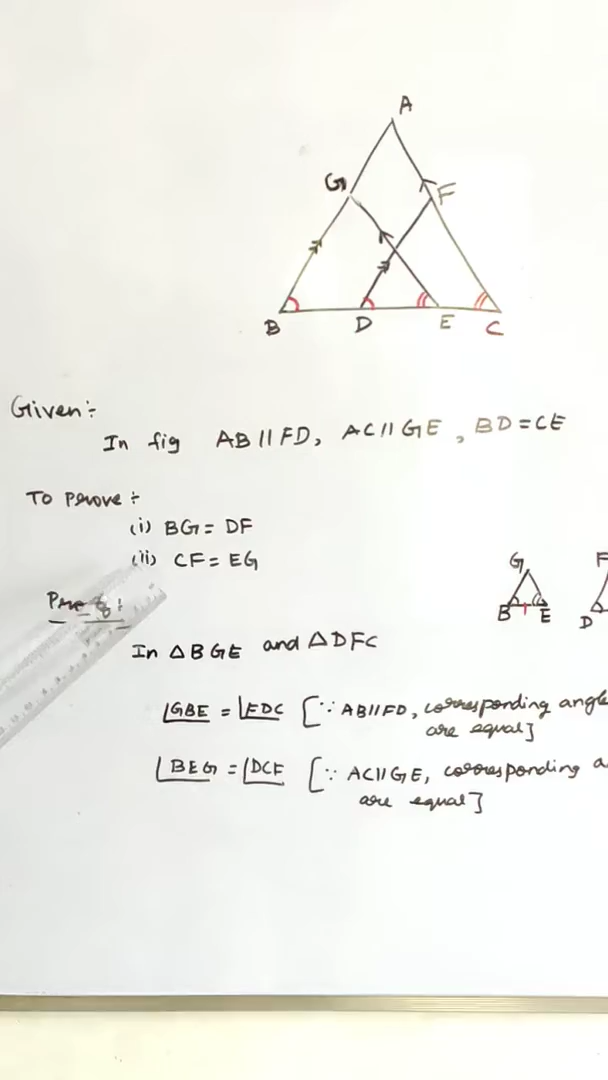 A
G
F
B
D
E
C
Given:-
In fig AB||FD, AC||GE, BD=CE
To Prove:-
(i) BG = DF
(ii) CF = EG
G
F
B
E
D
In △BGE and △DFC
∠GBE = ∠FDC [∵ AB||FD, corresponding angle
are equal]
∠BEG = ∠DCF [∵ AC||GE, corresponding a
are equal]